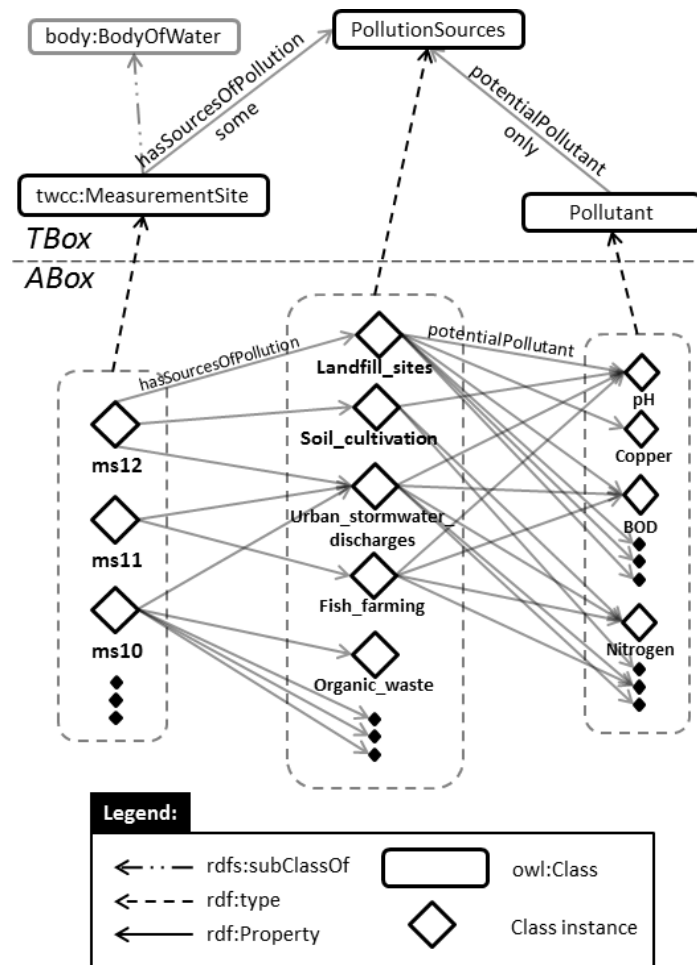 body:BodyOfWater
PollutionSources
hasSourcesOfPollution
some
potentialPollutant
only
twcc:MeasurementSite
Pollutant
TBox
ABox
hasSourcesOfPollution
potentialPollutant
Landfill_sites
pH
Soil_cultivation
Copper
ms12
Urban_stormwater_
discharges
BOD
ms11
Fish_farming
Nitrogen
ms10
Organic_waste
Legend:
rdfs:subClassOf
owl:Class
rdf:type
rdf:Property
Class instance